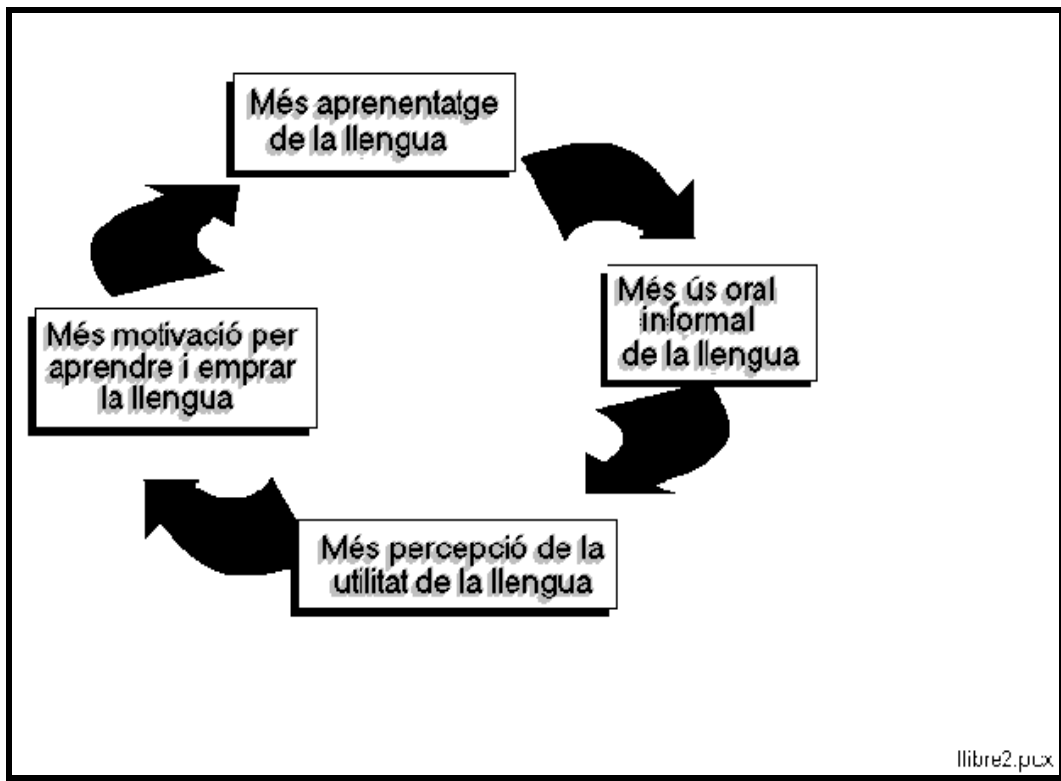 Més aprenentatge
de la llengua
Més ús oral
informal
de la llengua
Més percepció de la
utilitat de la llengua
Més motivació per
aprendre i emprar
la llengua
llibre2.pcx